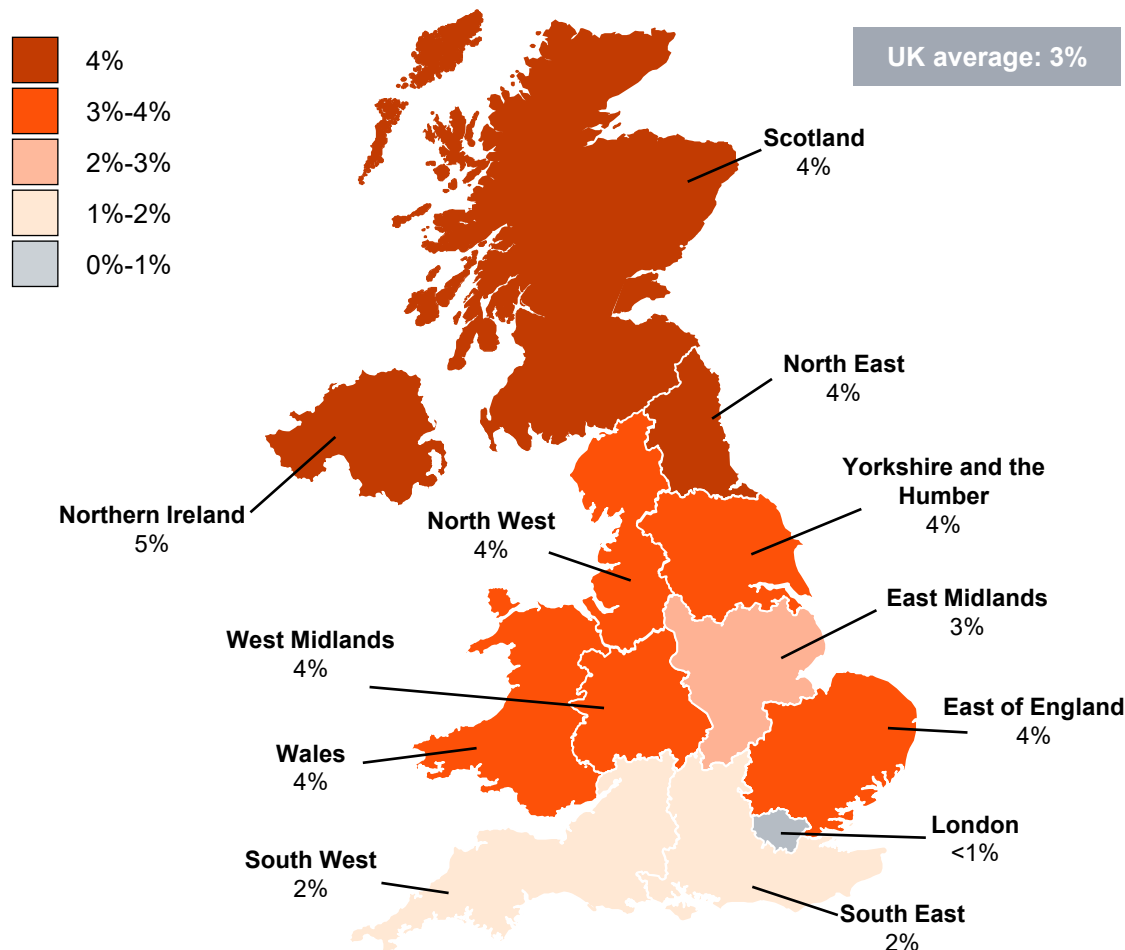 4%
3%-4%
2%-3%
1%-2%
0%-1%
UK average: 3%
Scotland
4%
North East
4%
Yorkshire and the
Humber
4%
Northern Ireland
5%
North West
4%
East Midlands
3%
West Midlands
4%
East of England
4%
Wales
4%
London
<1%
South West
2%
South East
2%